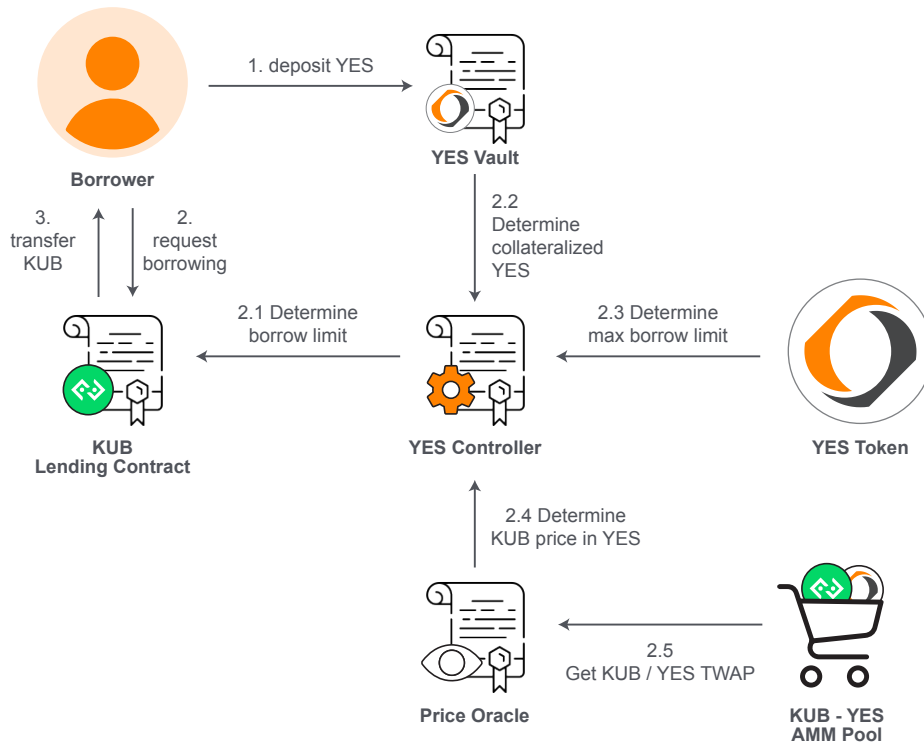 1. deposit YES
YES Vault
Borrower
3.
transfer
KUB
2.
request
borrowing
2.2
Determine
collateralized
YES
2.1 Determine
borrow limit
2.3 Determine
max borrow limit
KUB
Lending Contract
YES Controller
YES Token
2.4 Determine
KUB price in YES
2.5
Get KUB / YES TWAP
Price Oracle
KUB - YES
AMM Pool